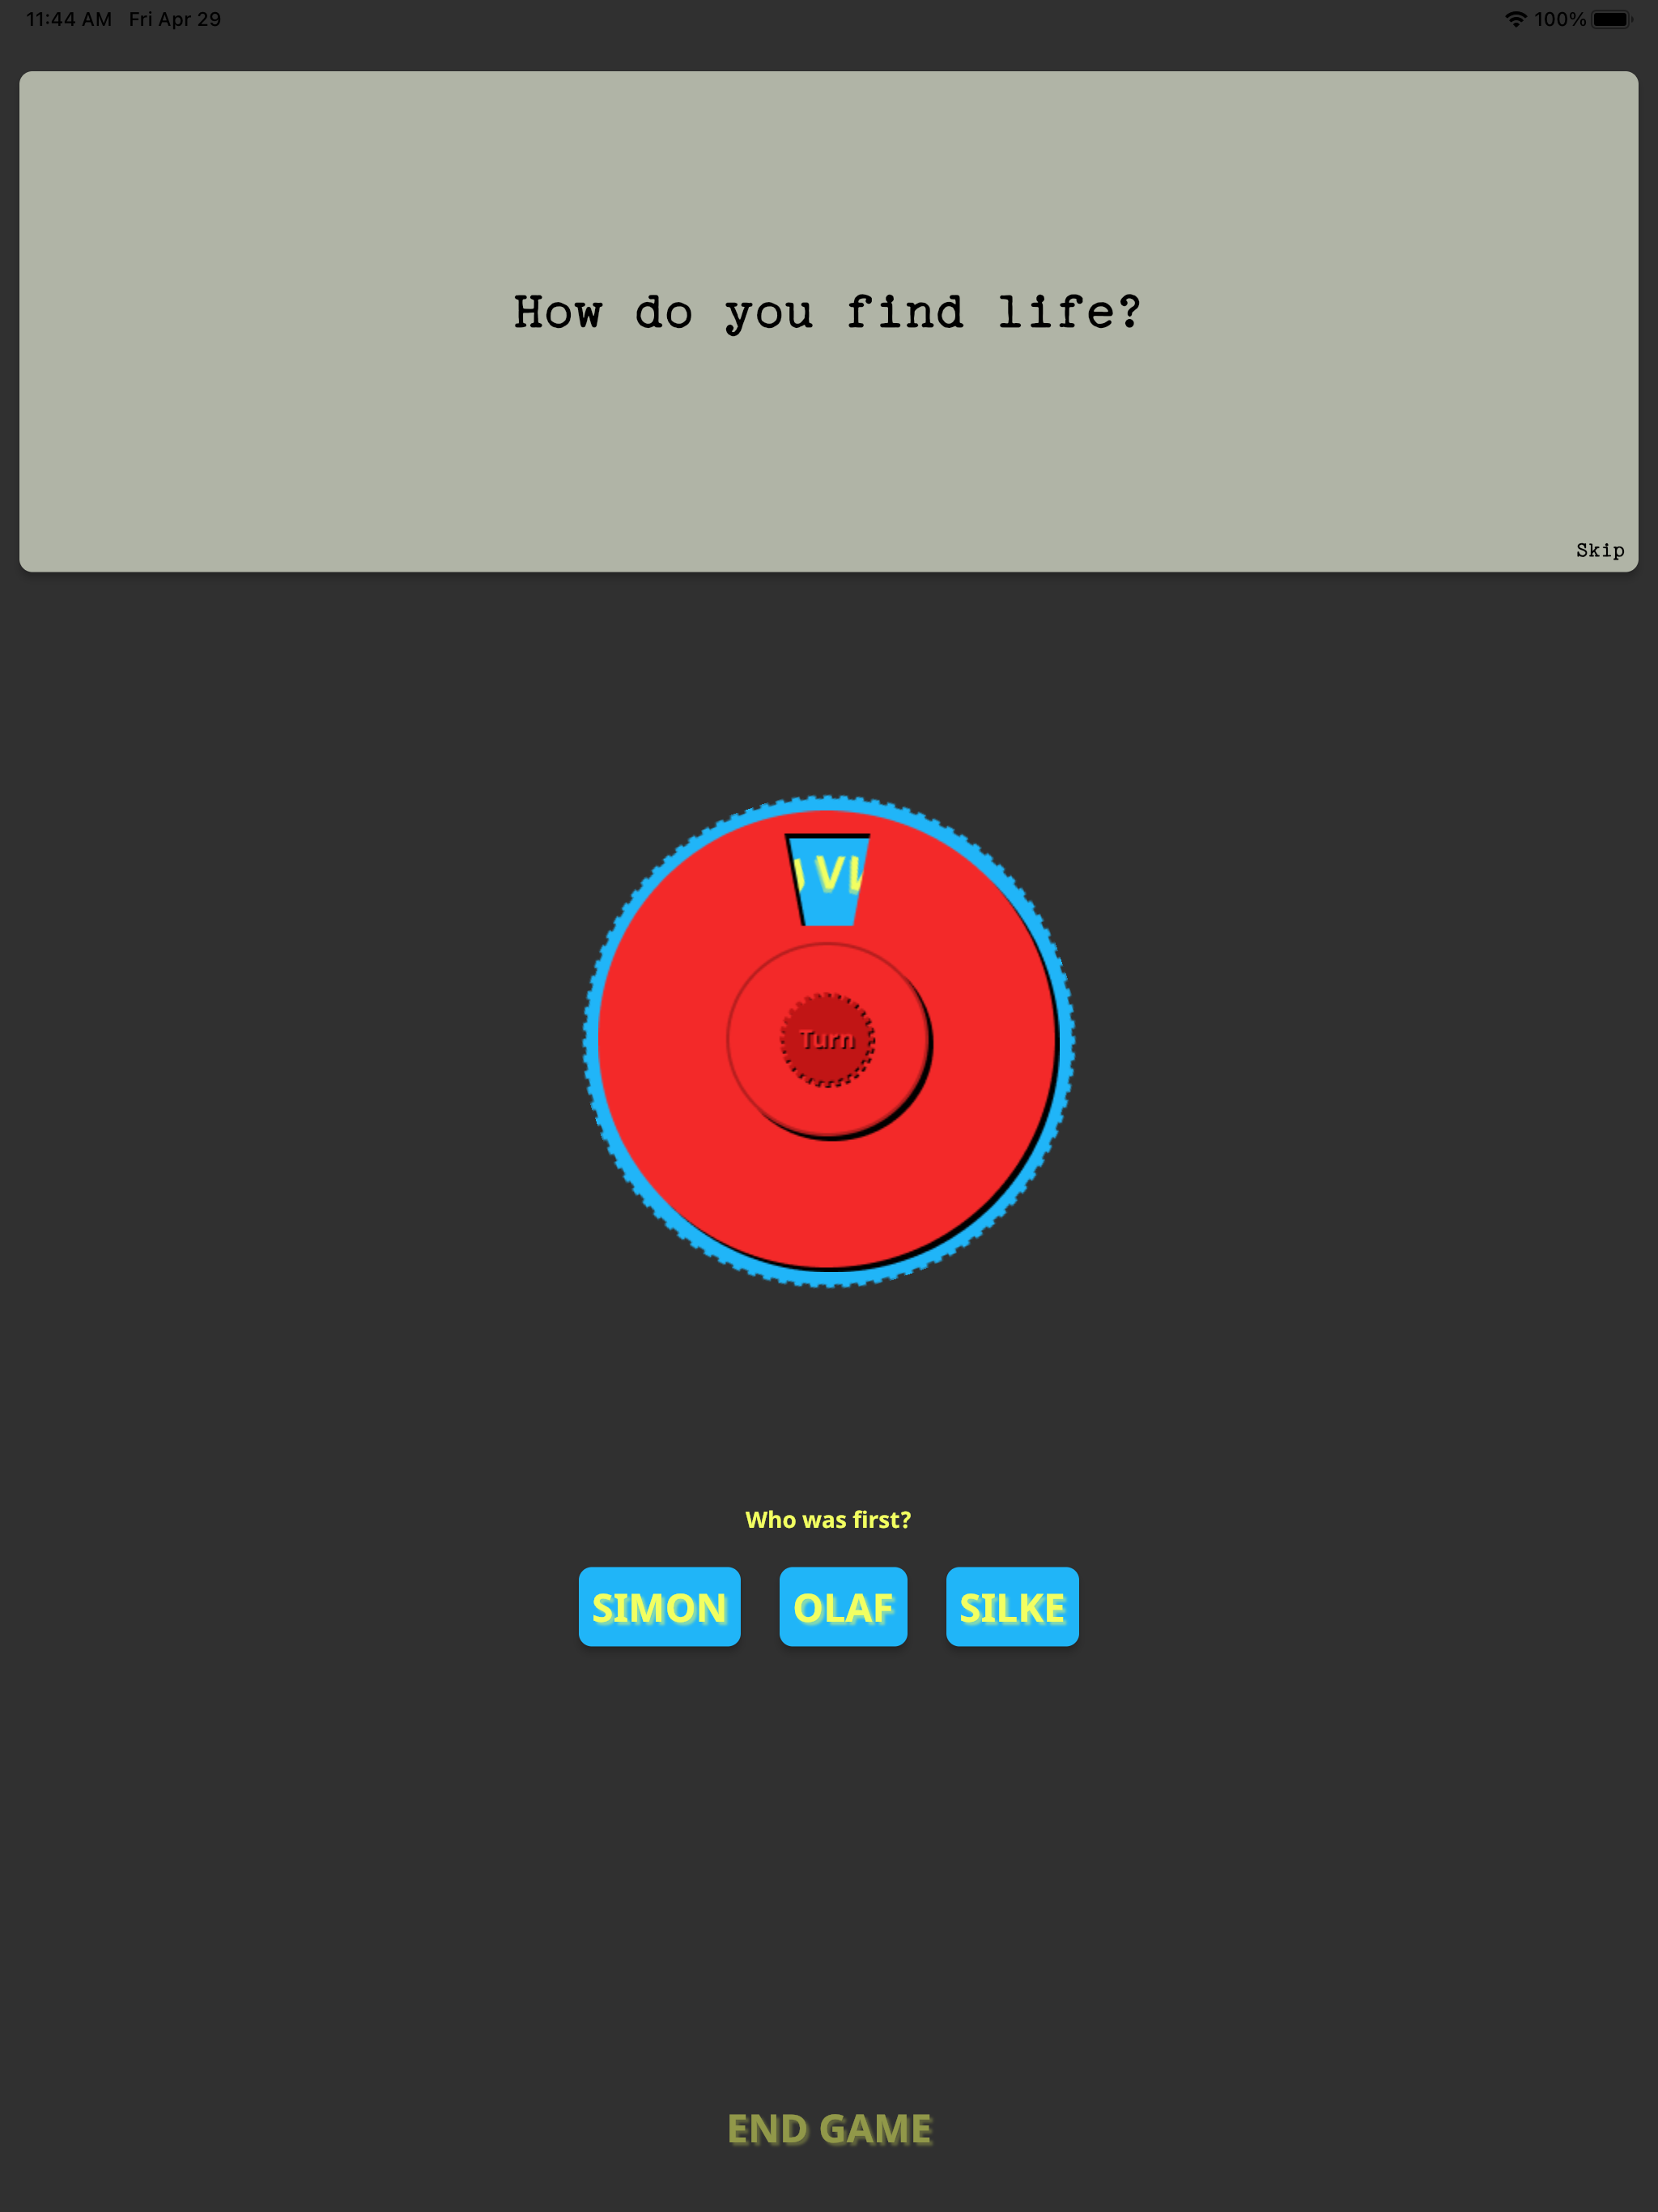 11:44 AM Fri Apr 29 100%
How do you find life?
Skip
V
Turn
Who was first?
SIMON OLAF SILKE
END GAME